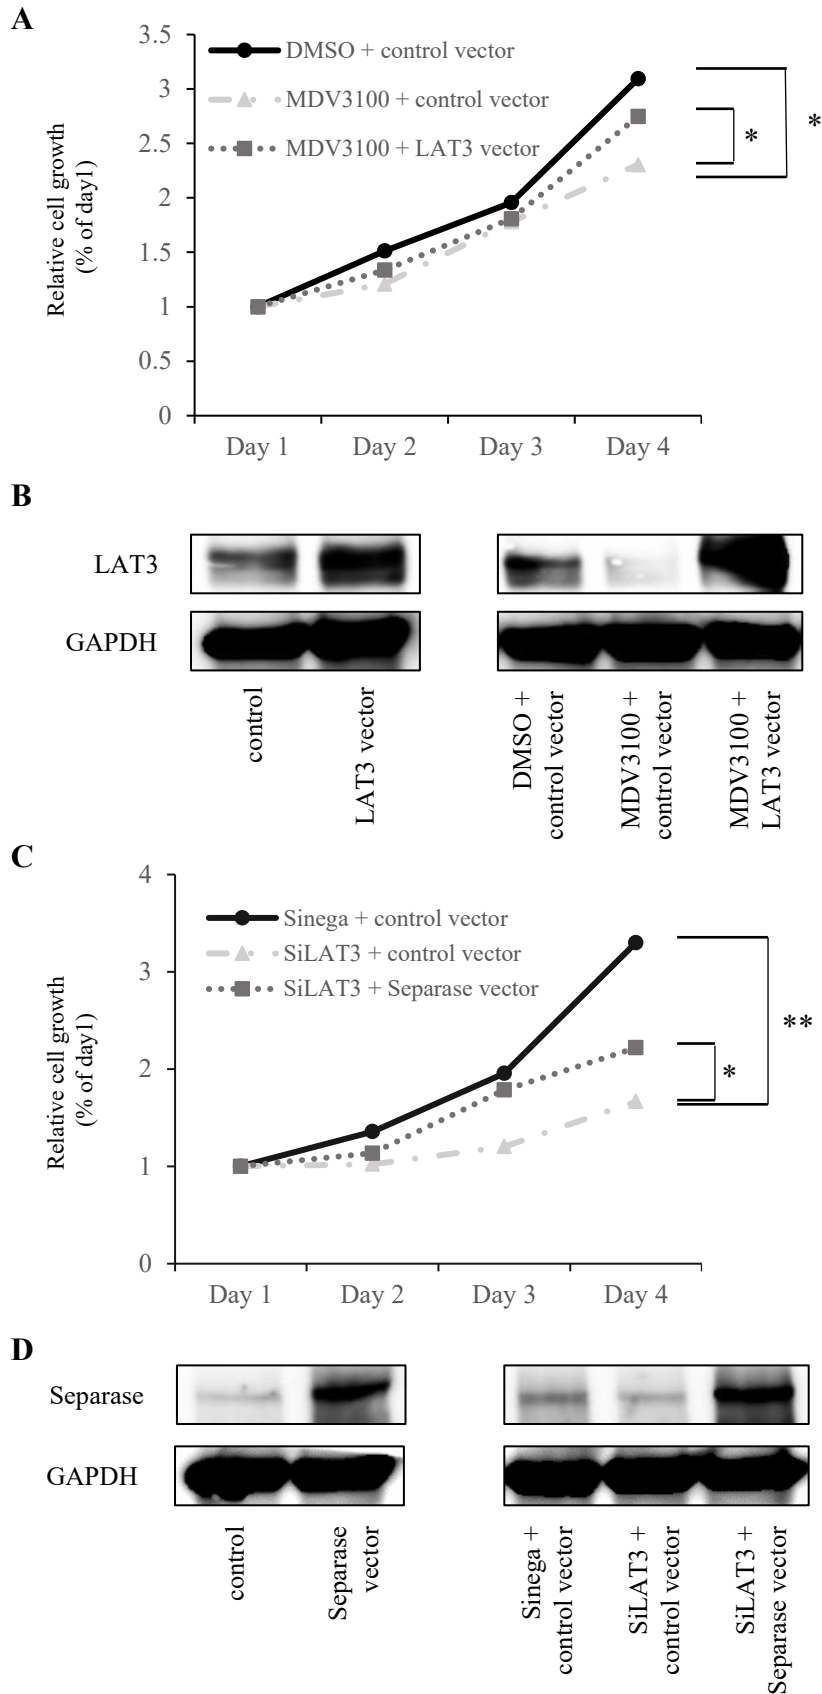 A
3.5
3
2.5
2
1.5
1
0.5
0
Relative cell growth
(% of day1)
DMSO + control vector
MDV3100 + control vector
MDV3100 + LAT3 vector
*
*
Day 1
Day 2
Day 3
Day 4
B
LAT3
GAPDH
control
LAT3 vector
DMSO +
control vector
MDV3100 +
control vector
MDV3100 +
LAT3 vector
C
4
3
2
1
0
Relative cell growth
(% of day1)
Sinega + control vector
SiLAT3 + control vector
SiLAT3 + Separase vector
**
*
Day 1
Day 2
Day 3
Day 4
D
Separase
GAPDH
control
Separase
vector
Sinega +
control vector
SiLAT3 +
control vector
SiLAT3 +
Separase vector